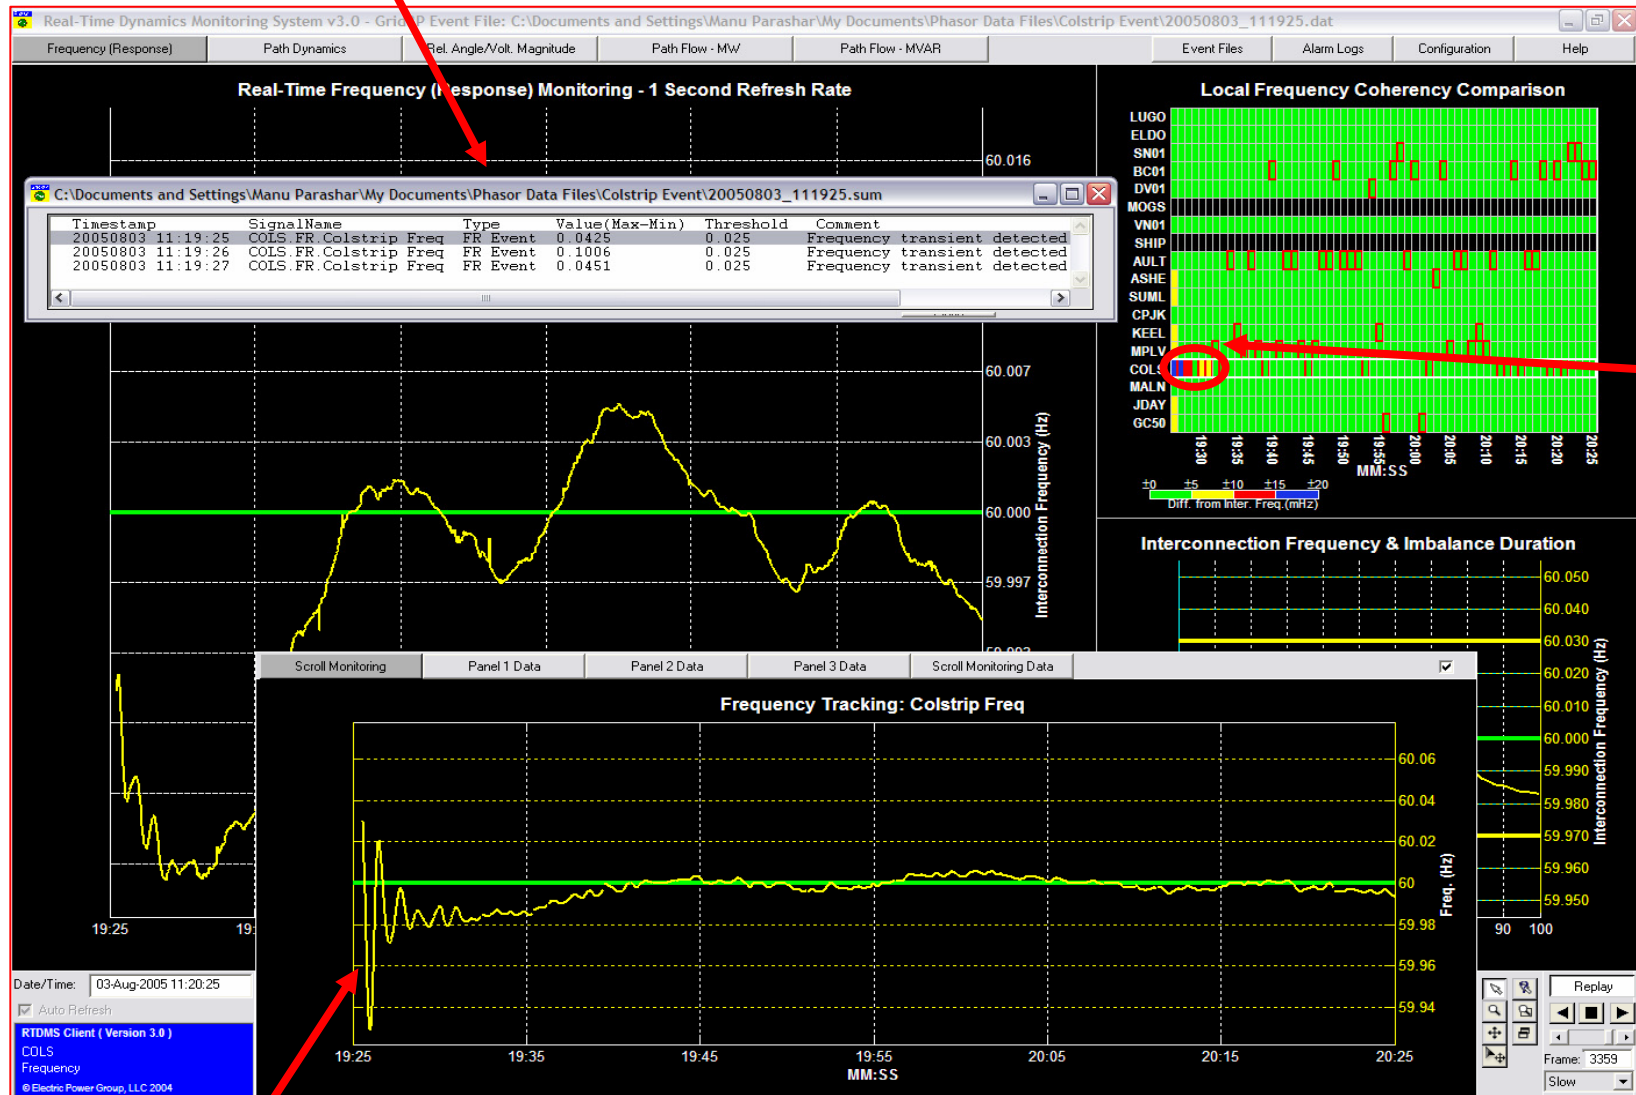 Real-Time Dynamics Monitoring System v3.0 - Grid P Event File: C:\Documents and Settings\Manu Parashar\My Documents\Phasor Data Files\Colstrip Event\20050803_111925.dat
Frequency (Response) Path Dynamics Rel. Angle/Volt. Magnitude Path Flow - MW Path Flow - MVAR Event Files Alarm Logs Configuration Help
Real-Time Frequency (Response) Monitoring - 1 Second Refresh Rate
60.016
C:\Documents and Settings\Manu Parashar\My Documents\Phasor Data Files\Colstrip Event\20050803_111925.sum
Timestamp SignalName Type Value(Max-Min) Threshold Comment
20050803 11:19:25 COLS.FR.Colstrip Freq FR Event 0.0425 0.025 Frequency transient detected
20050803 11:19:26 COLS.FR.Colstrip Freq FR Event 0.1006 0.025 Frequency transient detected
20050803 11:19:27 COLS.FR.Colstrip Freq FR Event 0.0451 0.025 Frequency transient detected
60.007
60.003
60.000
59.997
Interconnection Frequency (Hz)
19:25 19:
Local Frequency Coherency Comparison
LUGO
ELDO
SN01
BC01
DV01
MOGS
VN01
SHIP
AULT
ASHE
SUML
CPJK
KEEL
MPLV
COLS
MALN
JDAY
GC50
19:30 19:35 19:40 19:45 19:50 19:55 20:00 20:05 20:10 20:15 20:20 20:25
MM:SS
±0 ±5 ±10 ±15 ±20
Diff. from Inter. Freq.(mHz)
Interconnection Frequency & Imbalance Duration
60.050
60.040
60.030
60.020
60.010
60.000
59.990
59.980
59.970
59.960
59.950
Interconnection Frequency (Hz)
90 100
Scroll Monitoring Panel 1 Data Panel 2 Data Panel 3 Data Scroll Monitoring Data
Frequency Tracking: Colstrip Freq
60.06
60.04
60.02
60
59.98
59.96
59.94
Freq. (Hz)
19:25 19:35 19:45 19:55 20:05 20:15 20:25
MM:SS
Date/Time: 03-Aug-2005 11:20:25
Auto Refresh
RTDMS Client ( Version 3.0 )
COLS
Frequency
© Electric Power Group, LLC 2004
Replay
Frame: 3359
Slow